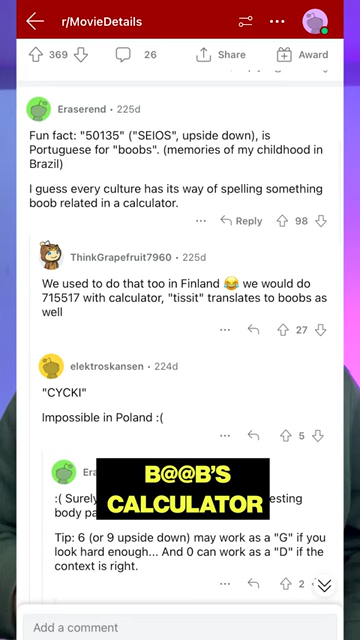 r/MovieDetails
369
26
Share
Award
Eraserend • 225d
Fun fact: "50135" ("SEIOS", upside down), is
Portuguese for "boobs". (memories of my childhood in
Brazil)
I guess every culture has its way of spelling something
boob related in a calculator.
Reply
98
ThinkGrapefruit7960 • 225d
We used to do that too in Finland 😂 we would do
715517 with calculator, "tissit" translates to boobs as
well
27
elektroskansen • 224d
"CYCKI"
Impossible in Poland :(
5
Era
:( Surely
esting
body pa
B@@B'S
CALCULATOR
Tip: 6 (or 9 upside down) may work as a "G" if you
look hard enough... And 0 can work as a "D" if the
context is right.
2
Add a comment